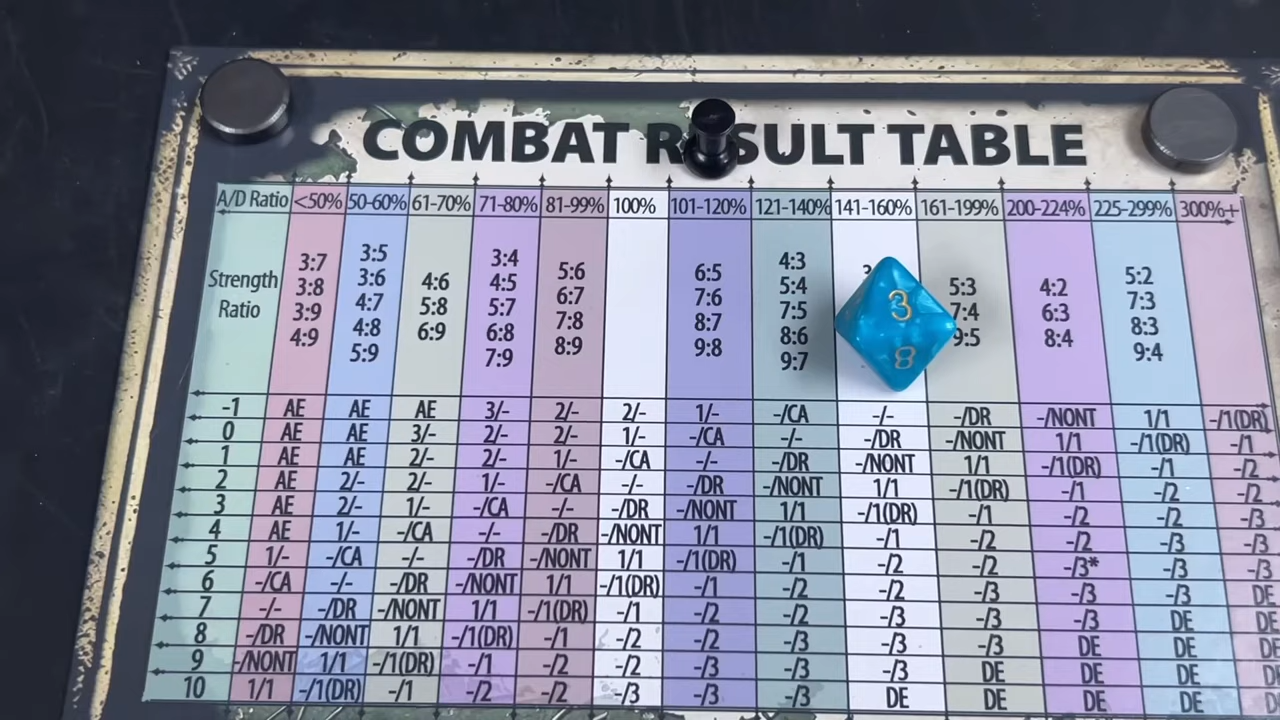 COMBAT R SULT TABLE
A/D Ratio <50% 50-60% 61-70% 71-80% 81-99% 100% 101-120% 121-140% 141-160% 161-199% 200-224% 225-299% 300%+
Strength Ratio
3:7 3:8 3:9 4:9
3:5 3:6 4:7 4:8 5:9
4:6 5:8 6:9
3:4 4:5 5:7 6:8 7:9
5:6 6:7 7:8 8:9
6:5 7:6 8:7 9:8
4:3 5:4 7:5 8:6 9:7
3
8
5:3 7:4 9:5
4:2 6:3 8:4
5:2 7:3 8:3 9:4
-1 AE AE AE 3/- 2/- 2/- 1/- -/CA -/- -/DR -/NONT 1/1 -/1(DR)
0 AE AE 3/- 2/- 2/- 1/- -/CA -/- -/DR -/NONT 1/1 -/1(DR) -/1
1 AE AE 2/- 2/- 1/- -/CA -/- -/DR -/NONT 1/1 -/1(DR) -/1 -/2
2 AE 2/- 2/- 1/- -/CA -/- -/DR -/NONT 1/1 -/1(DR) -/1 -/2 -/2
3 AE 2/- 1/- -/CA -/- -/DR -/NONT 1/1 -/1(DR) -/1 -/2 -/2 -/3
4 AE 1/- -/CA -/- -/DR -/NONT 1/1 -/1(DR) -/1 -/2 -/2 -/3 -/3
5 1/- -/CA -/- -/DR -/NONT 1/1 -/1(DR) -/1 -/2 -/2 -/3* -/3 -/3
6 -/CA -/- -/DR -/NONT 1/1 -/1(DR) -/1 -/2 -/2 -/3 -/3 -/3 DE
7 -/- -/DR -/NONT 1/1 -/1(DR) -/1 -/2 -/2 -/3 -/3 -/3 DE DE
8 -/DR -/NONT 1/1 -/1(DR) -/1 -/2 -/2 -/3 -/3 -/3 DE DE DE
9 -/NONT 1/1 -/1(DR) -/1 -/2 -/2 -/3 -/3 -/3 DE DE DE
10 1/1 -/1(DR) -/1 -/2 -/2 -/3 -/3 -/3 DE DE DE DE